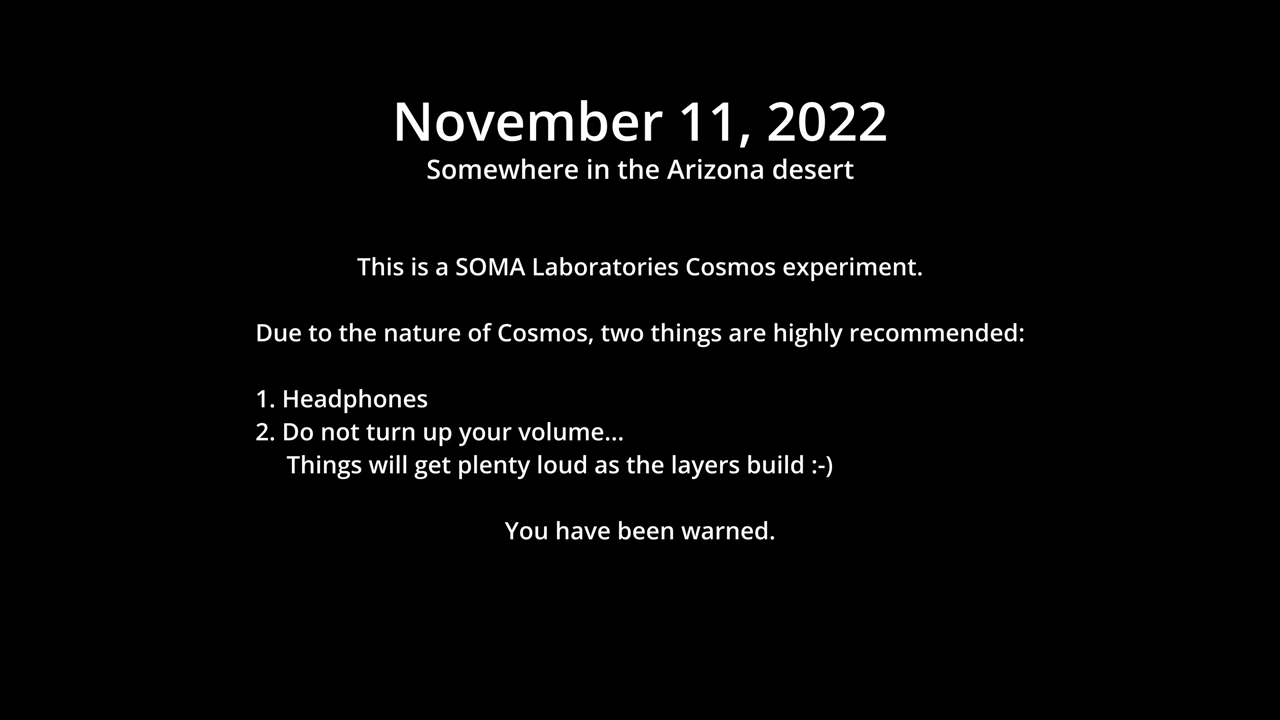 November 11, 2022
Somewhere in the Arizona desert
This is a SOMA Laboratories Cosmos experiment.
Due to the nature of Cosmos, two things are highly recommended:
1. Headphones
2. Do not turn up your volume...
Things will get plenty loud as the layers build :-)
You have been warned.